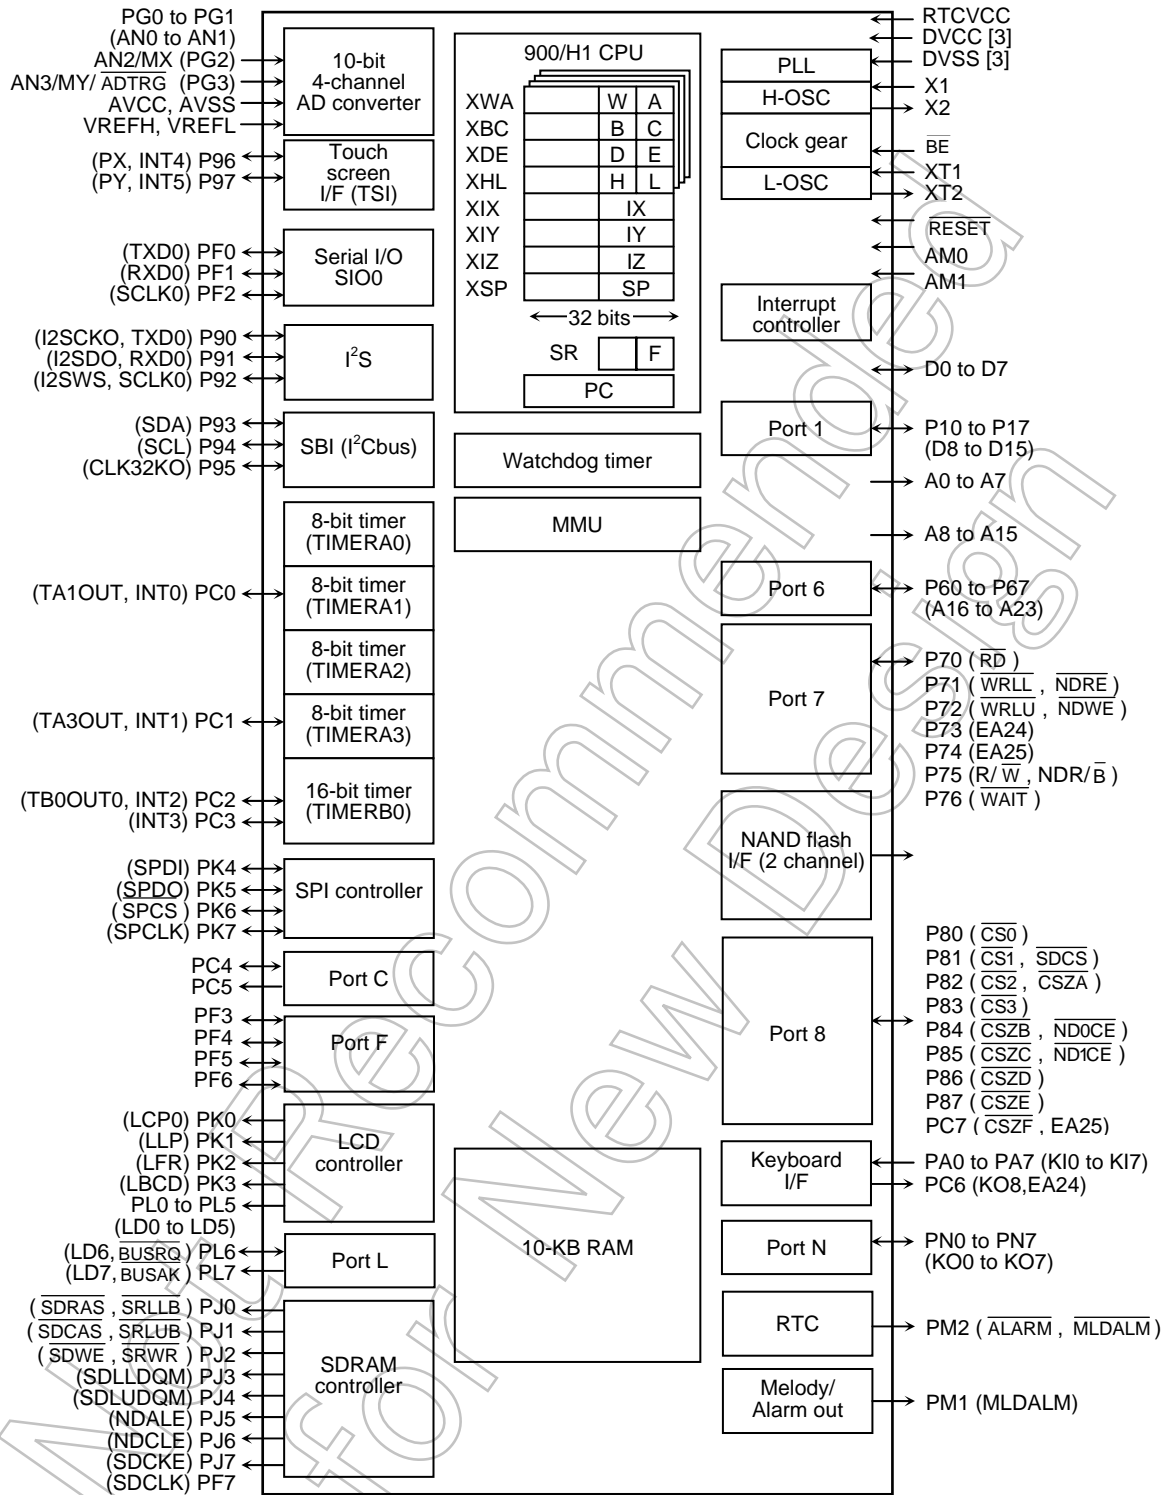 PG0 to PG1
(AN0 to AN1)
AN2/MX (PG2)
AN3/MY/ ADTRG (PG3)
AVCC, AVSS
VREFH, VREFL
10-bit
4-channel
AD converter
(PX, INT4) P96
(PY, INT5) P97
Touch
screen
I/F (TSI)
(TXD0) PF0
(RXD0) PF1
(SCLK0) PF2
Serial I/O
SIO0
(I2SCKO, TXD0) P90
(I2SDO, RXD0) P91
(I2SWS, SCLK0) P92
I2S
(SDA) P93
(SCL) P94
(CLK32KO) P95
SBI (I2Cbus)
8-bit timer
(TIMERA0)
(TA1OUT, INT0) PC0
8-bit timer
(TIMERA1)
8-bit timer
(TIMERA2)
(TA3OUT, INT1) PC1
8-bit timer
(TIMERA3)
(TB0OUT0, INT2) PC2
(INT3) PC3
16-bit timer
(TIMERB0)
(SPDI) PK4
(SPDO) PK5
(SPCS) PK6
(SPCLK) PK7
SPI controller
PC4
PC5
Port C
PF3
PF4
PF5
PF6
Port F
(LCP0) PK0
(LLP) PK1
(LFR) PK2
(LBCD) PK3
PL0 to PL5
(LD0 to LD5)
LCD
controller
(LD6, BUSRQ) PL6
(LD7, BUSAK) PL7
Port L
(SDRAS, SRLLB) PJ0
(SDCAS, SRLUB) PJ1
(SDWE, SRWR) PJ2
(SDLLDQM) PJ3
(SDLUDQM) PJ4
(NDALE) PJ5
(NDCLE) PJ6
(SDCKE) PJ7
(SDCLK) PF7
SDRAM
controller
900/H1 CPU
XWA W A
XBC B C
XDE D E
XHL H L
XIX IX
XIY IY
XIZ IZ
XSP SP
32 bits
SR F
PC
Watchdog timer
MMU
10-KB RAM
RTCVCC
DVCC [3]
DVSS [3]
PLL
X1
H-OSC
X2
Clock gear
BE
XT1
L-OSC
XT2
RESET
AM0
AM1
Interrupt
controller
D0 to D7
Port 1
P10 to P17
(D8 to D15)
A0 to A7
A8 to A15
Port 6
P60 to P67
(A16 to A23)
Port 7
P70 (RD)
P71 (WRLL, NDRE)
P72 (WRLU, NDWE)
P73 (EA24)
P74 (EA25)
P75 (R/W, NDR/B)
P76 (WAIT)
NAND flash
I/F (2 channel)
Port 8
P80 (CS0)
P81 (CS1, SDCS)
P82 (CS2, CSZA)
P83 (CS3)
P84 (CSZB, ND0CE)
P85 (CSZC, ND1CE)
P86 (CSZD)
P87 (CSZE)
PC7 (CSZF, EA25)
Keyboard
I/F
PA0 to PA7 (KI0 to KI7)
PC6 (KO8,EA24)
Port N
PN0 to PN7
(KO0 to KO7)
RTC
PM2 (ALARM, MLDALM)
Melody/
Alarm out
PM1 (MLDALM)
Not Recommended
for New Design